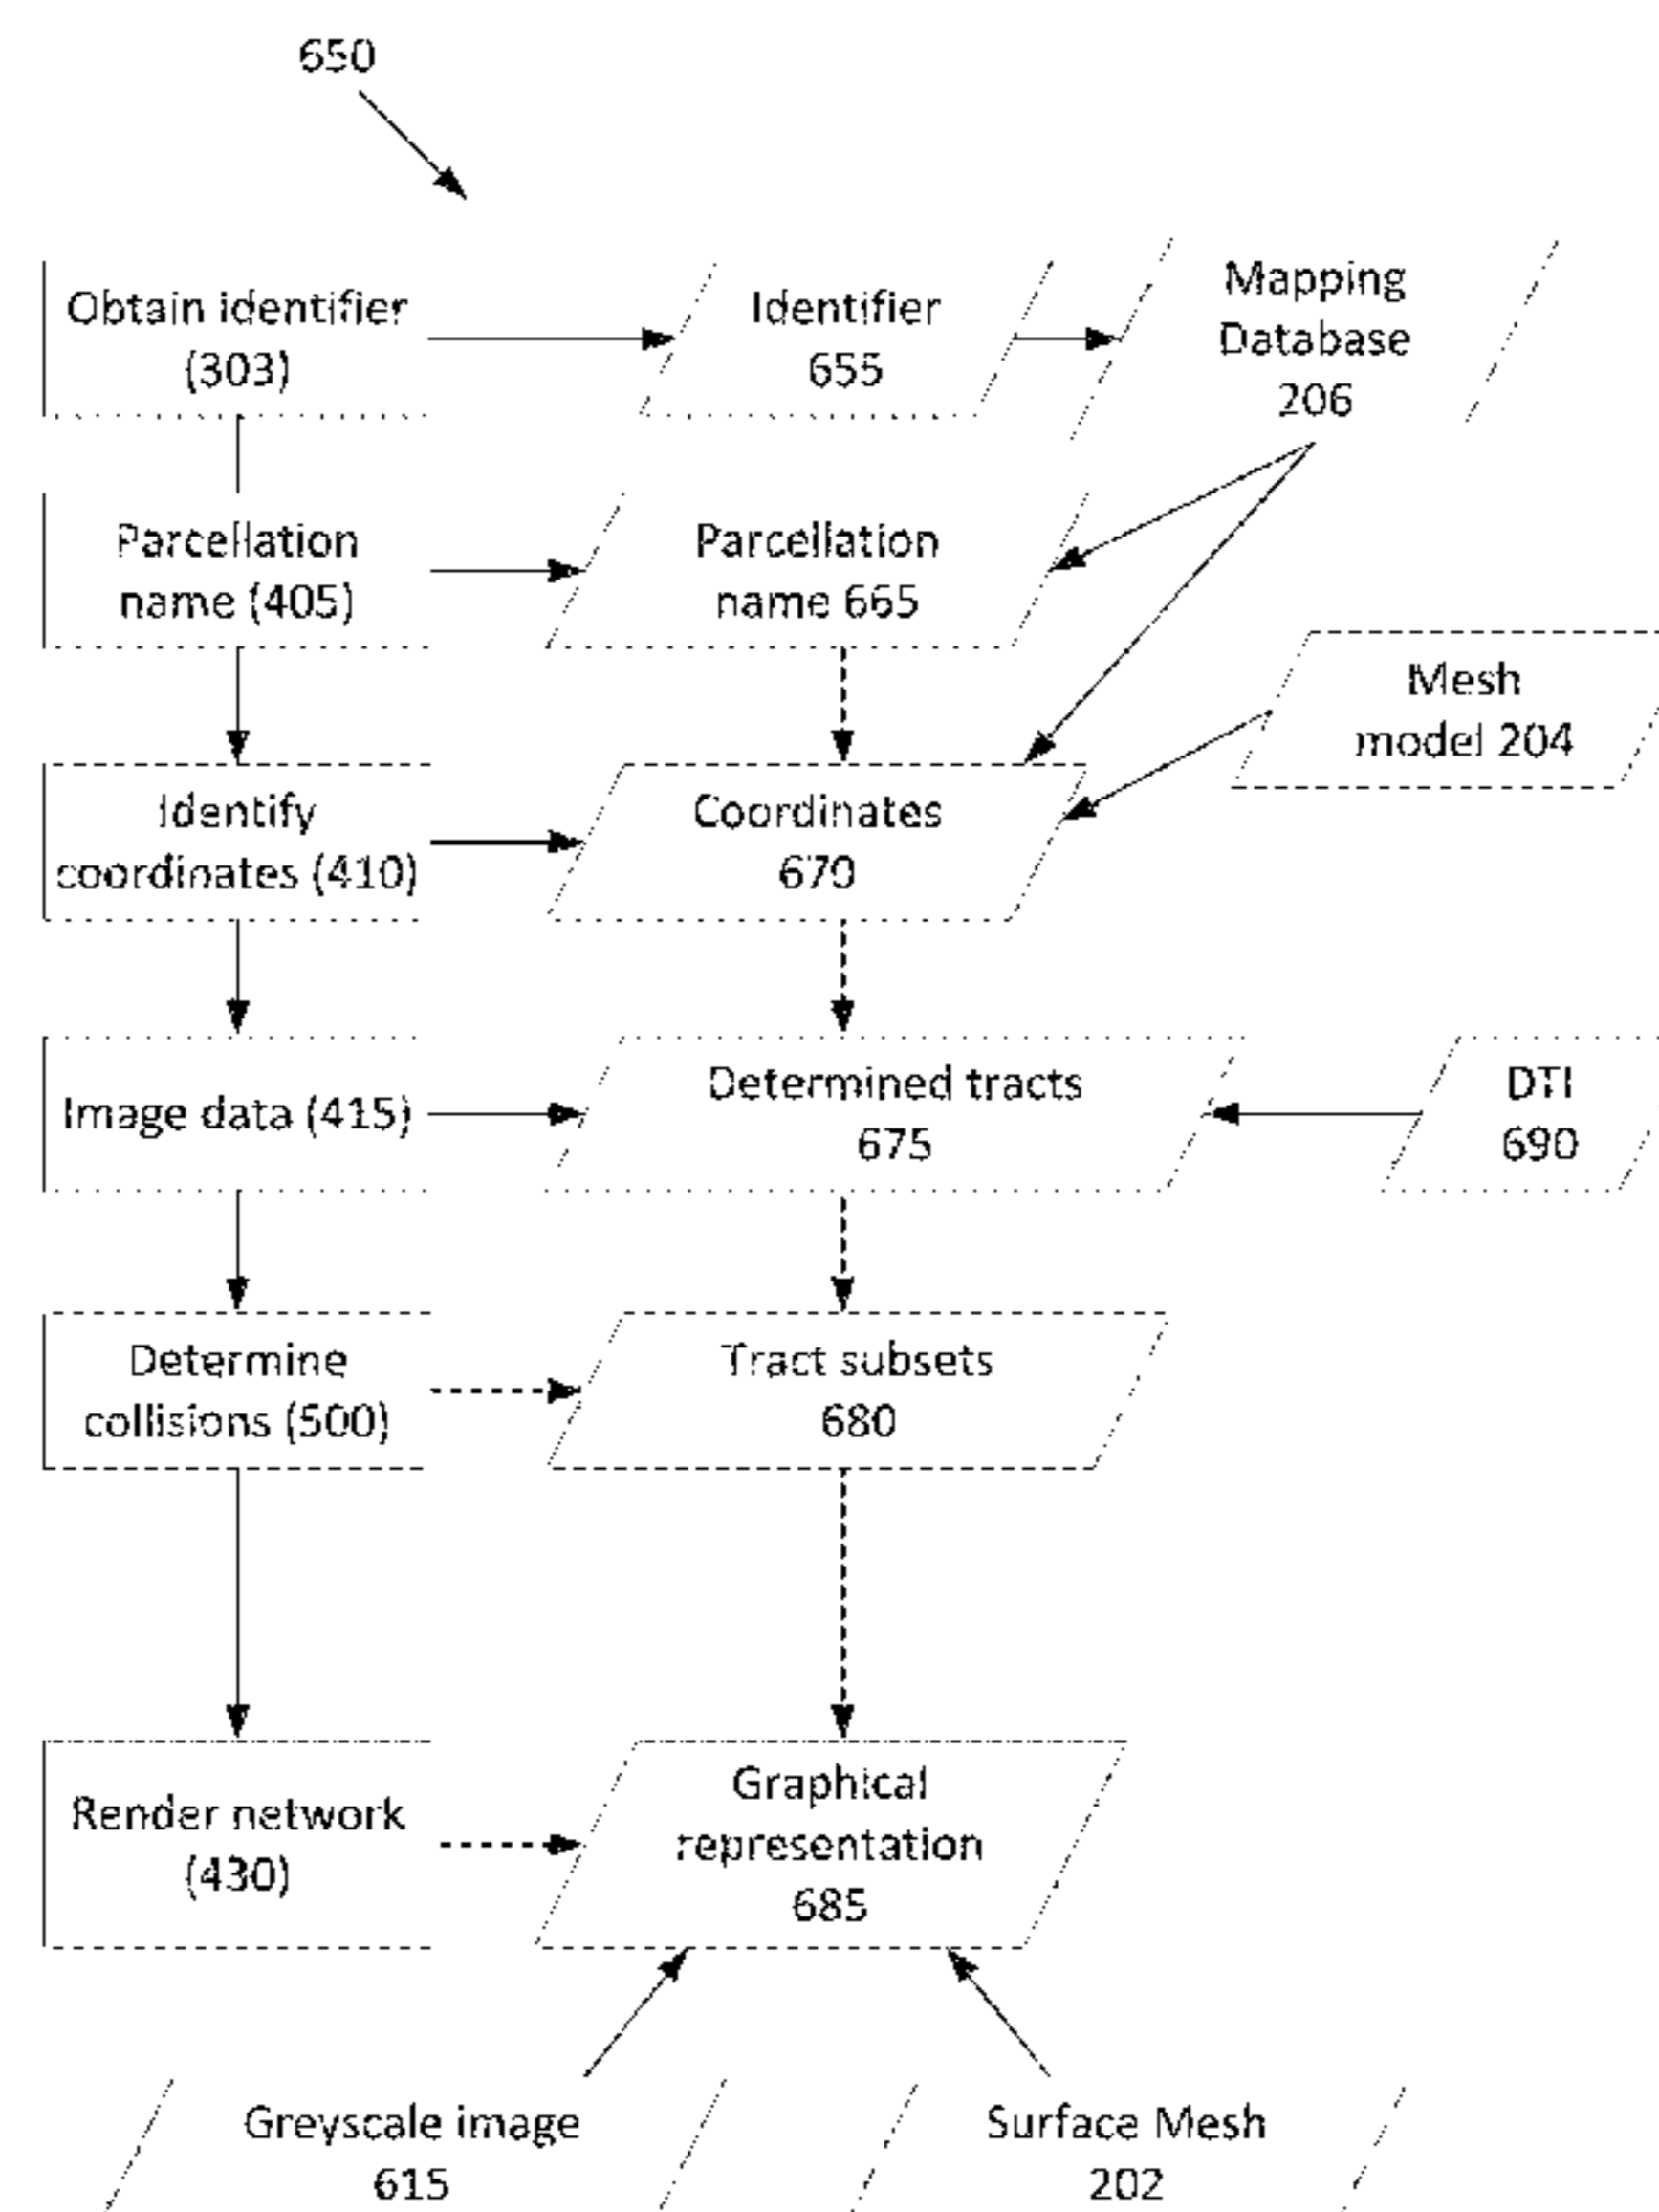 650
Obtain identifier
(303)
Identifier
655
Mapping
Database
206
Parcellation
name (405)
Parcellation
name 665
Mesh
model 204
Identify
coordinates (410)
Coordinates
670
Image data (415)
Determined tracts
675
DTI
690
Determine
collisions (500)
Tract subsets
680
Render network
(430)
Graphical
representation
685
Greyscale image
615
Surface Mesh
202